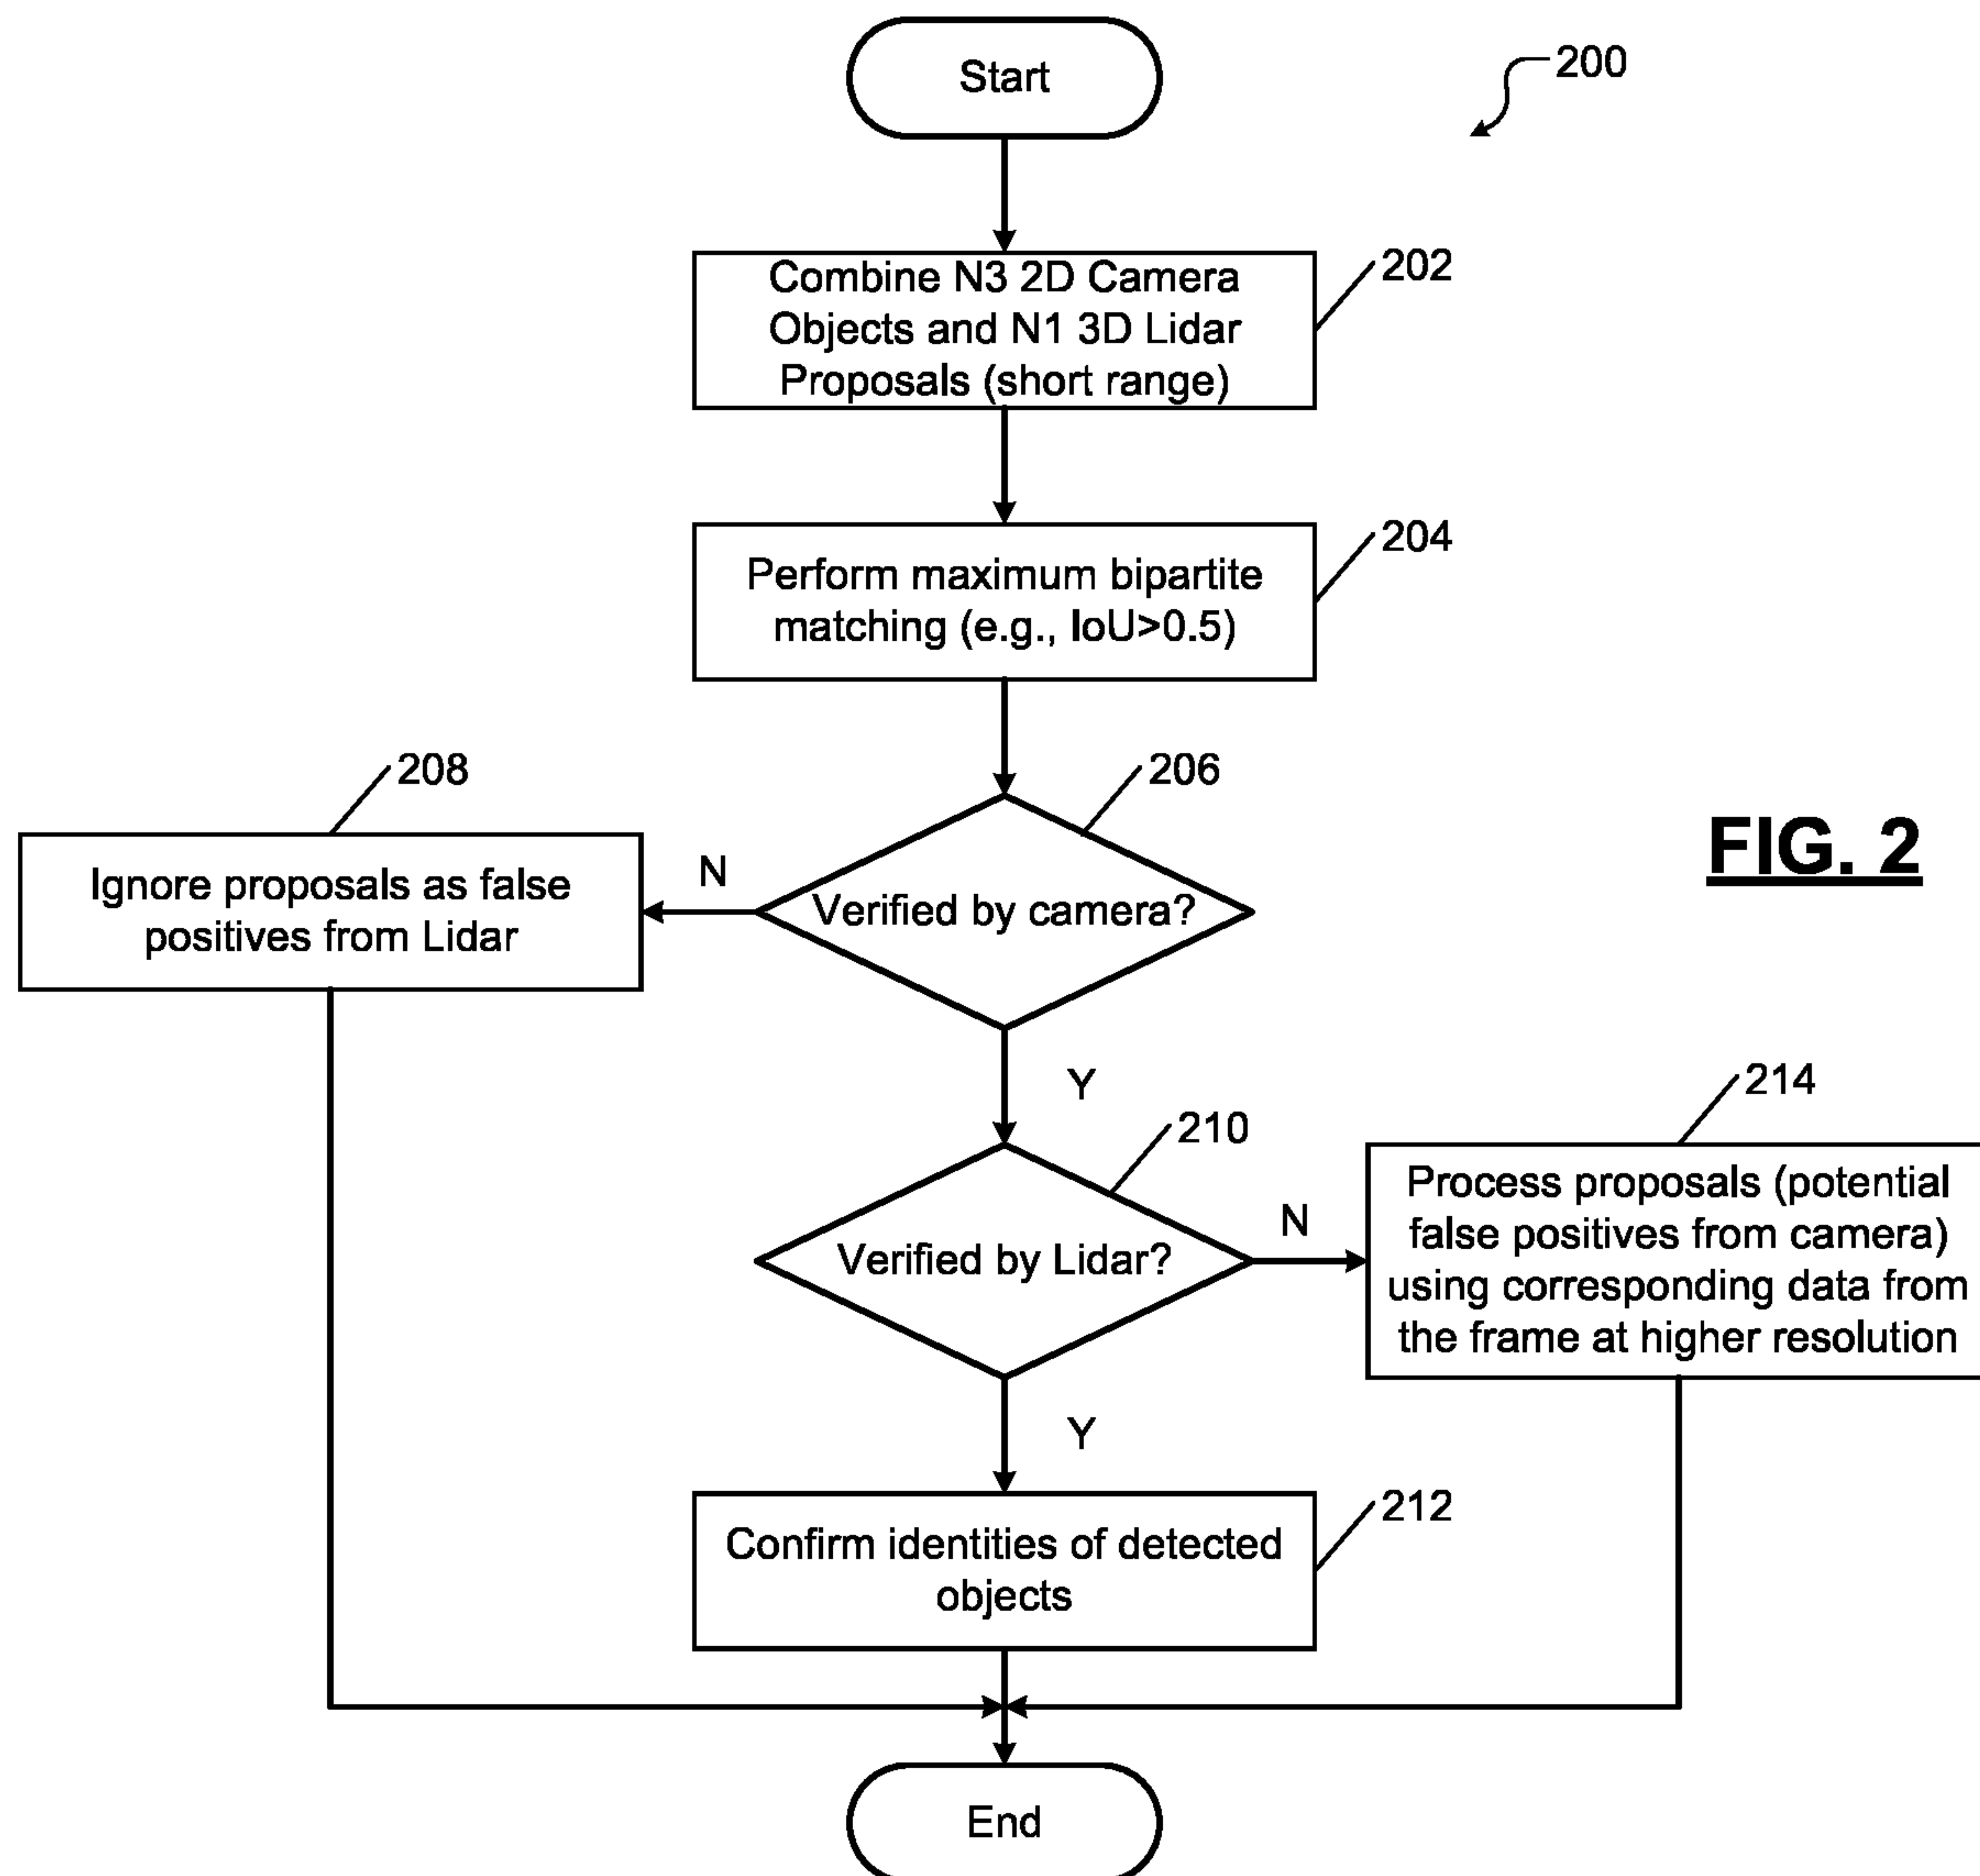 Start
200
Combine N3 2D Camera
Objects and N1 3D Lidar
Proposals (short range)
202
Perform maximum bipartite
matching (e.g., IoU>0.5)
204
208
206
FIG. 2
Ignore proposals as false
positives from Lidar
N
Verified by camera?
Y
214
210
Process proposals (potential
false positives from camera)
using corresponding data from
the frame at higher resolution
N
Verified by Lidar?
Y
212
Confirm identities of detected
objects
End